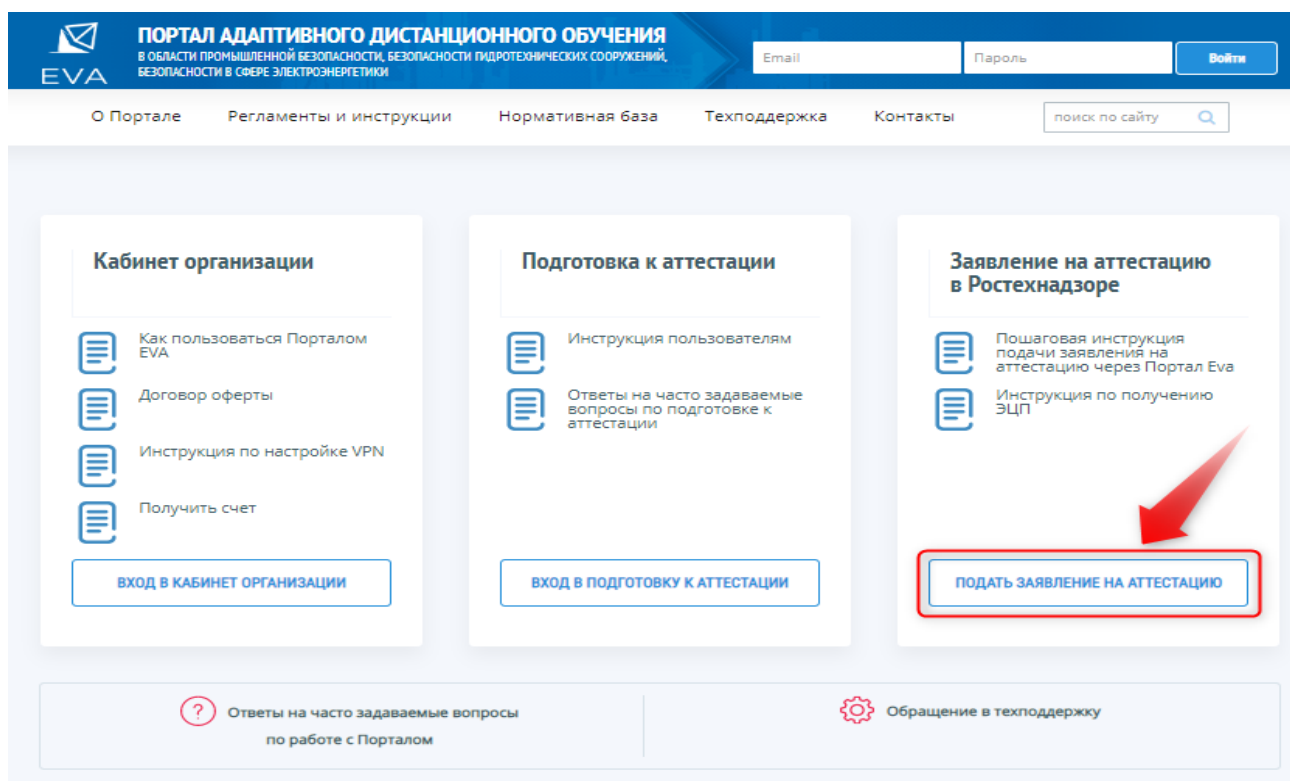 EVA
ПОРТАЛ АДАПТИВНОГО ДИСТАНЦИОННОГО ОБУЧЕНИЯ
В ОБЛАСТИ ПРОМЫШЛЕННОЙ БЕЗОПАСНОСТИ, БЕЗОПАСНОСТИ ГИДРОТЕХНИЧЕСКИХ СООРУЖЕНИЙ,
БЕЗОПАСНОСТИ В СФЕРЕ ЭЛЕКТРОЭНЕРГЕТИКИ
Email
Пароль
Войти
О Портале
Регламенты и инструкции
Нормативная база
Техподдержка
Контакты
поиск по сайту
Кабинет организации
Как пользоваться Порталом
EVA
Договор оферты
Инструкция по настройке VPN
Получить счет
ВХОД В КАБИНЕТ ОРГАНИЗАЦИИ
Подготовка к аттестации
Инструкция пользователям
Ответы на часто задаваемые
вопросы по подготовке к
аттестации
ВХОД В ПОДГОТОВКУ К АТТЕСТАЦИИ
Заявление на аттестацию
в Ростехнадзоре
Пошаговая инструкция
подачи заявления на
аттестацию через Портал Eva
Инструкция по получению
ЭЦП
ПОДАТЬ ЗАЯВЛЕНИЕ НА АТТЕСТАЦИЮ
Ответы на часто задаваемые вопросы
по работе с Порталом
Обращение в техподдержку